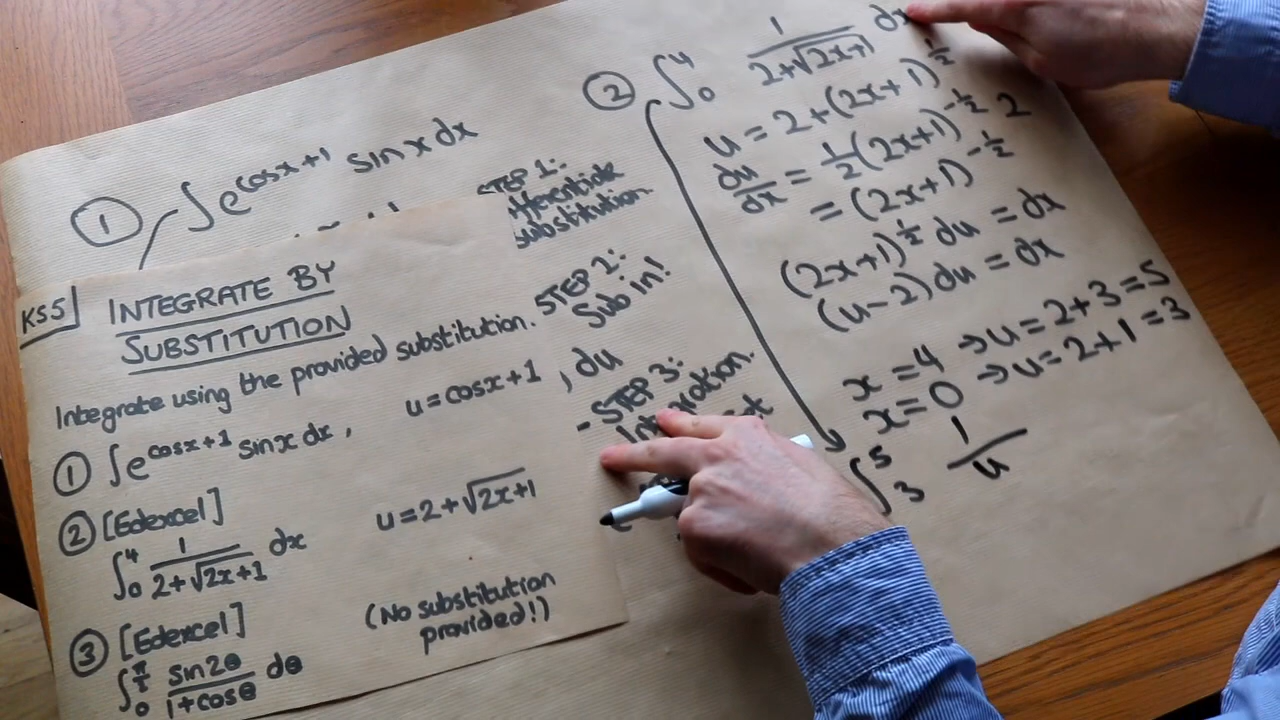 ① ∫e^(cosx+1) sinx dx
STEP 1:
substitution.
STEP 2:
Sub in!
, du
- STEP 3:
KS5
INTEGRATE BY
SUBSTITUTION
Integrate using the provided substitution.
① ∫e^(cosx+1) sinx dx, u=cosx+1
② [Edexcel]
∫₀⁴ 1/(2+√(2x+1)) dx u=2+√(2x+1)
③ [Edexcel] (No substitution
provided!)
∫₀^(π/2) sin2θ/(1+cosθ) dθ
② ∫₀⁴ 1/(2+√(2x+1)) dx
u = 2+(2x+1)^(1/2)
du/dx = 1/2(2x+1)^(-1/2) 2
= (2x+1)^(-1/2)
(2x+1)^(1/2) du = dx
(u-2) du = dx
x=4 → u=2+3=5
x=0 → u=2+1=3
∫₃⁵ 1/u